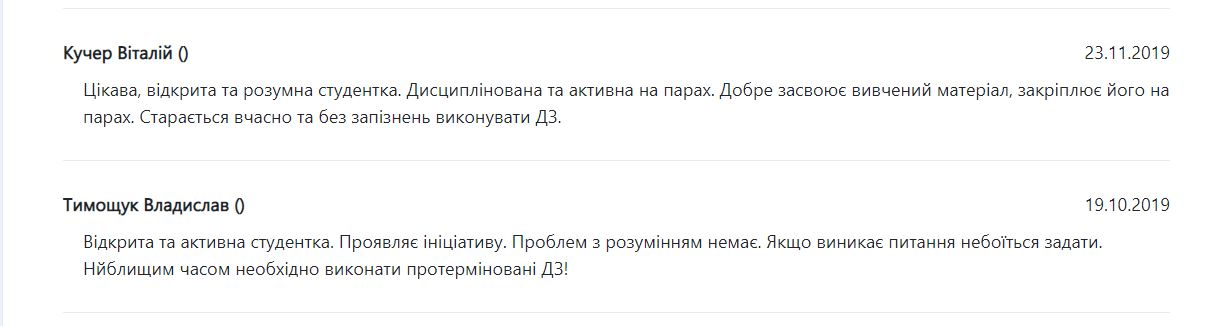 Кучер Віталій ()
23.11.2019
Цікава, відкрита та розумна студентка. Дисциплінована та активна на парах. Добре засвоює вивчений матеріал, закріплює його на
парах. Старається вчасно та без запізнень виконувати ДЗ.
Тимощук Владислав ()
19.10.2019
Відкрита та активна студентка. Проявляє ініціативу. Проблем з розумінням немає. Якщо виникає питання небоїться задати.
Нйблищим часом необхідно виконати протерміновані ДЗ!